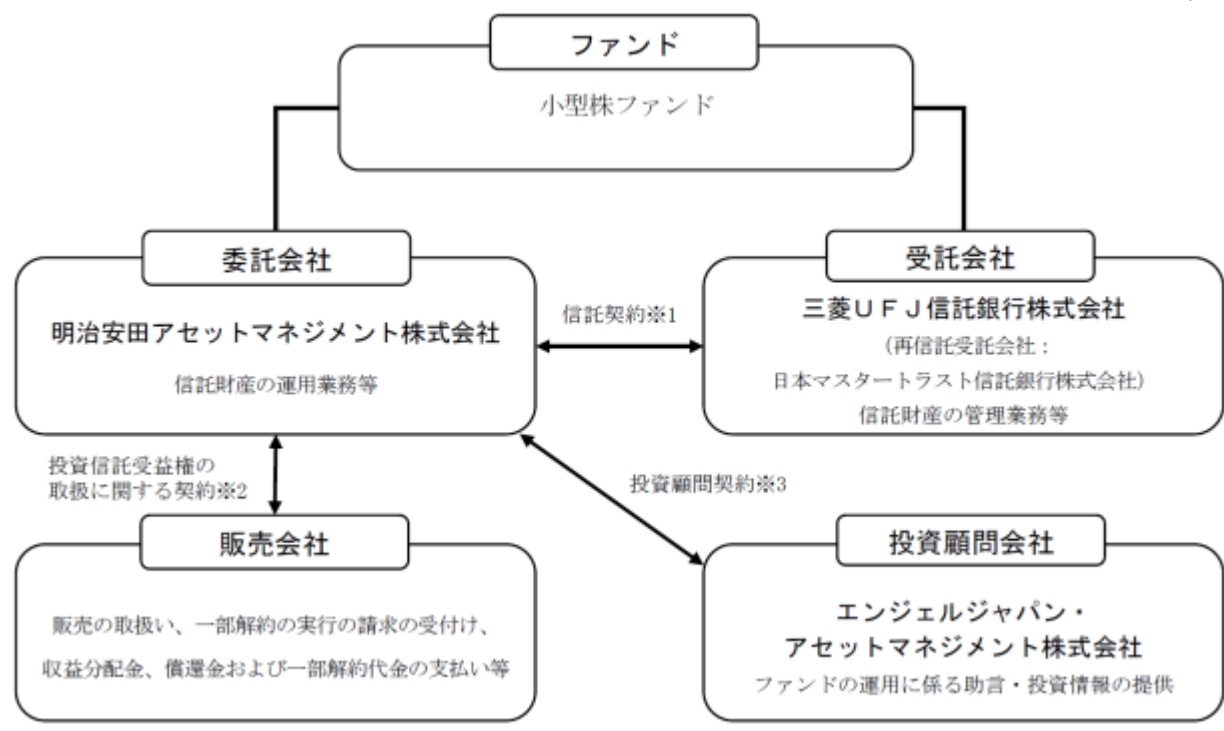 ファンド
小型株ファンド
委託会社
明治安田アセットマネジメント株式会社
信託財産の運用業務等
信託契約※1
受託会社
三菱UFJ信託銀行株式会社
(再信託受託会社:
日本マスタートラスト信託銀行株式会社)
信託財産の管理業務等
投資信託受益権の
取扱に関する契約※2
投資顧問契約※3
販売会社
販売の取扱い、一部解約の実行の請求の受付け、
収益分配金、償還金および一部解約代金の支払い等
投資顧問会社
エンジェルジャパン・
アセットマネジメント株式会社
ファンドの運用に係る助言・投資情報の提供